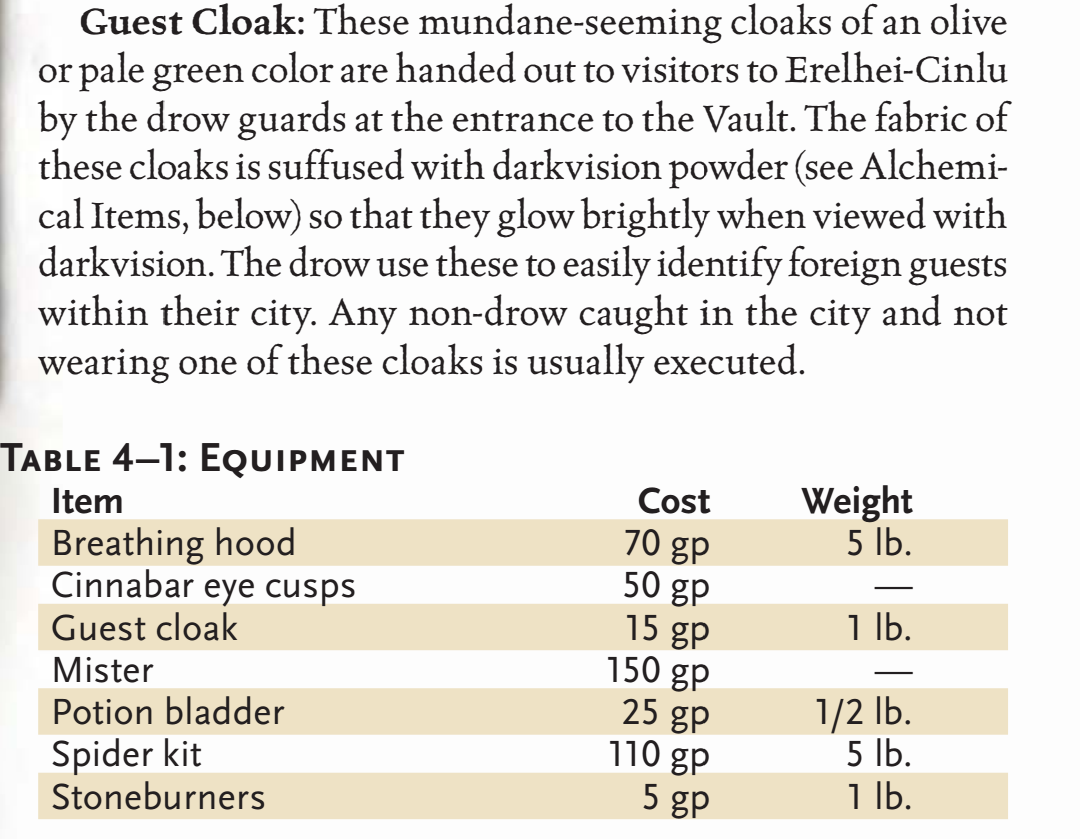 Guest Cloak: These mundane-seeming cloaks of an olive
or pale green color are handed out to visitors to Erelhei-Cinlu
by the drow guards at the entrance to the Vault. The fabric of
these cloaks is suffused with darkvision powder (see Alchemi-
cal Items, below) so that they glow brightly when viewed with
darkvision. The drow use these to easily identify foreign guests
within their city. Any non-drow caught in the city and not
wearing one of these cloaks is usually executed.
TABLE 4–1: EQUIPMENT
Item Cost Weight
Breathing hood 70 gp 5 lb.
Cinnabar eye cusps 50 gp —
Guest cloak 15 gp 1 lb.
Mister 150 gp —
Potion bladder 25 gp 1/2 lb.
Spider kit 110 gp 5 lb.
Stoneburners 5 gp 1 lb.